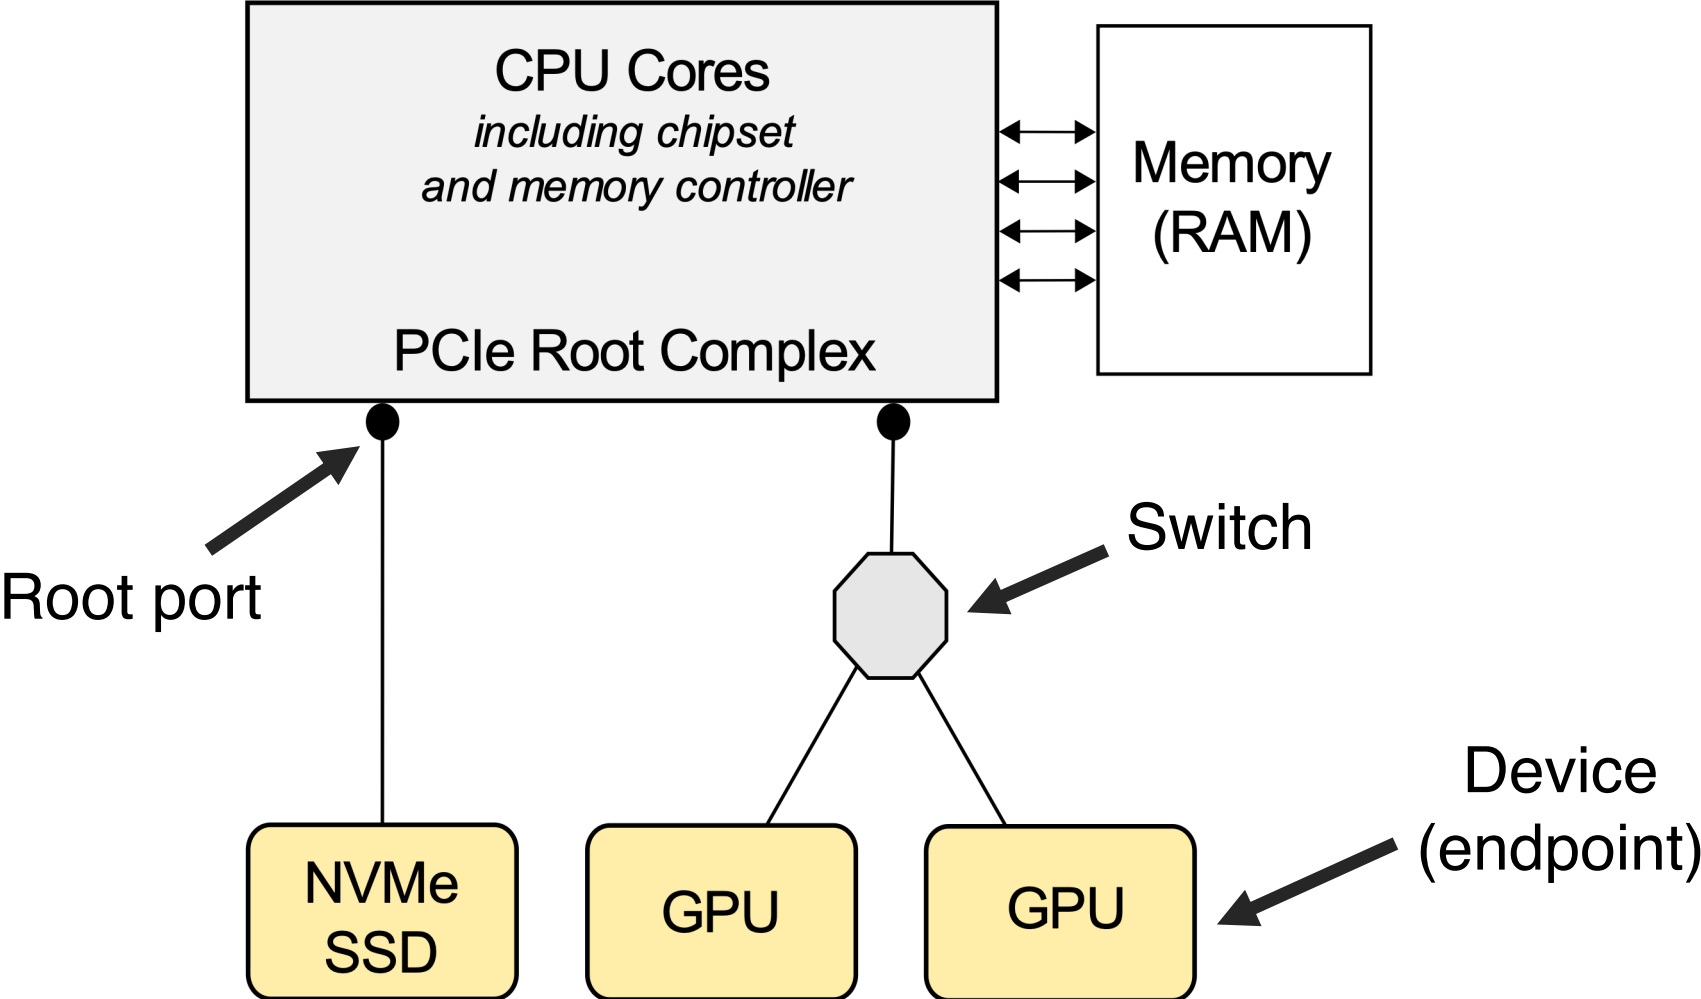 CPU Cores
including chipset
and memory controller
PCIe Root Complex
Memory
(RAM)
Root port
Switch
Device
(endpoint)
NVMe
SSD
GPU
GPU